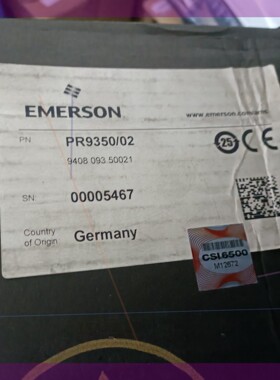 EMERSON
www.emerson.com
PN PR9350/02
9408 093 50021
25 CE
SN: 00005467
Country
of Origin Germany
CSI6500
M12672